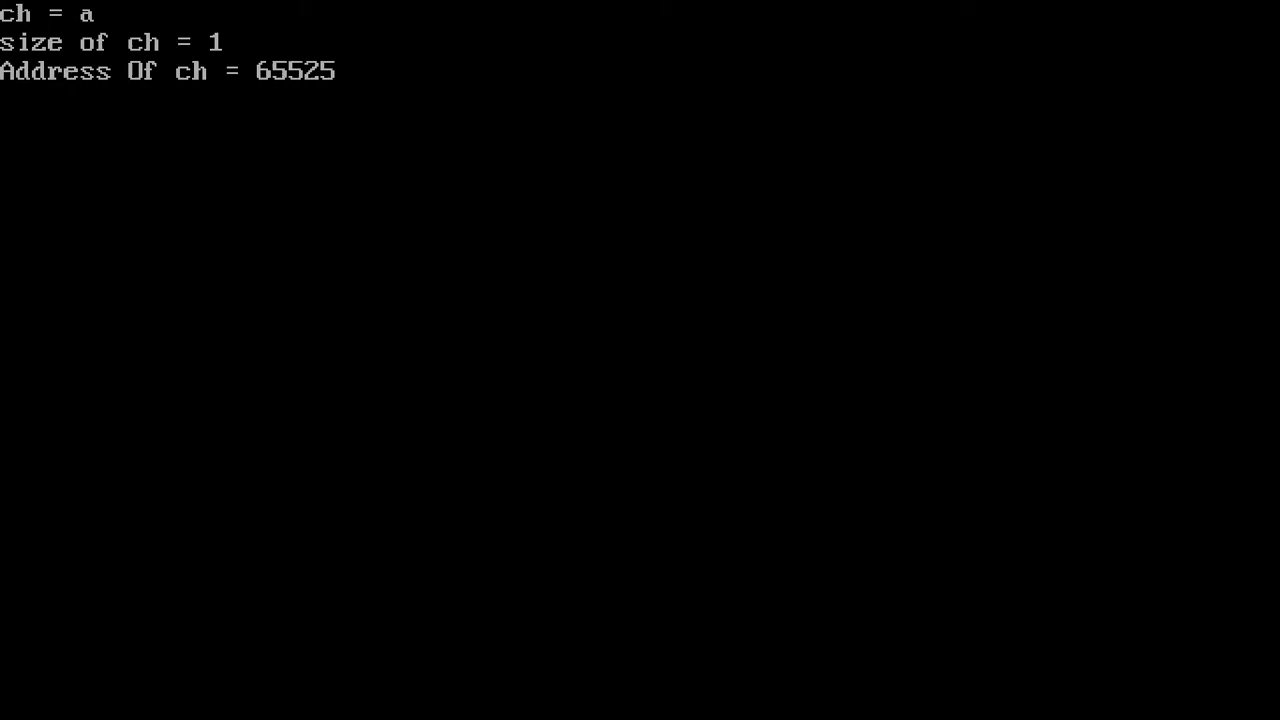 ch = a
size of ch = 1
Address Of ch = 65525